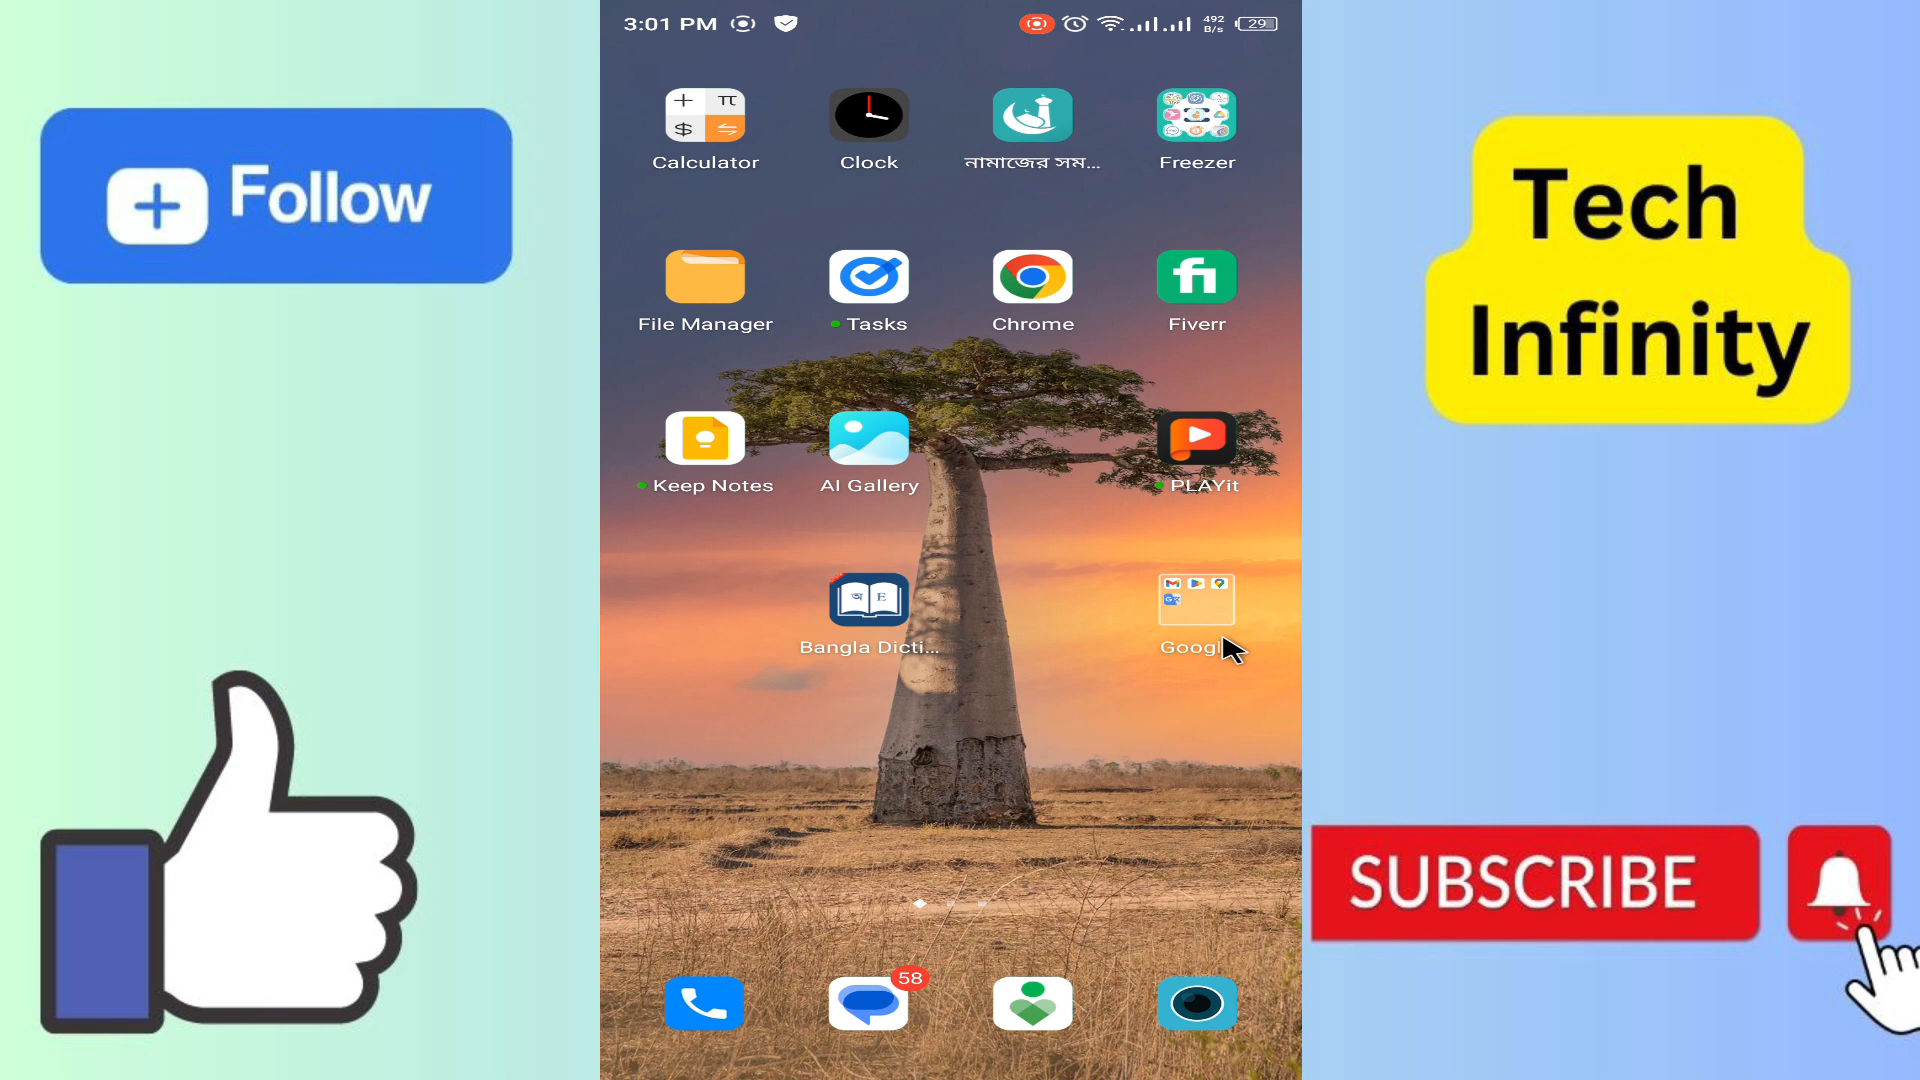 3:01 PM
492
B/s
29
Follow
Tech
Infinity
Calculator
Clock
নামাজের সম...
Freezer
File Manager
Tasks
Chrome
Fiverr
Keep Notes
AI Gallery
PLAYit
অ E
Bangla Dicti...
Googl
58
SUBSCRIBE